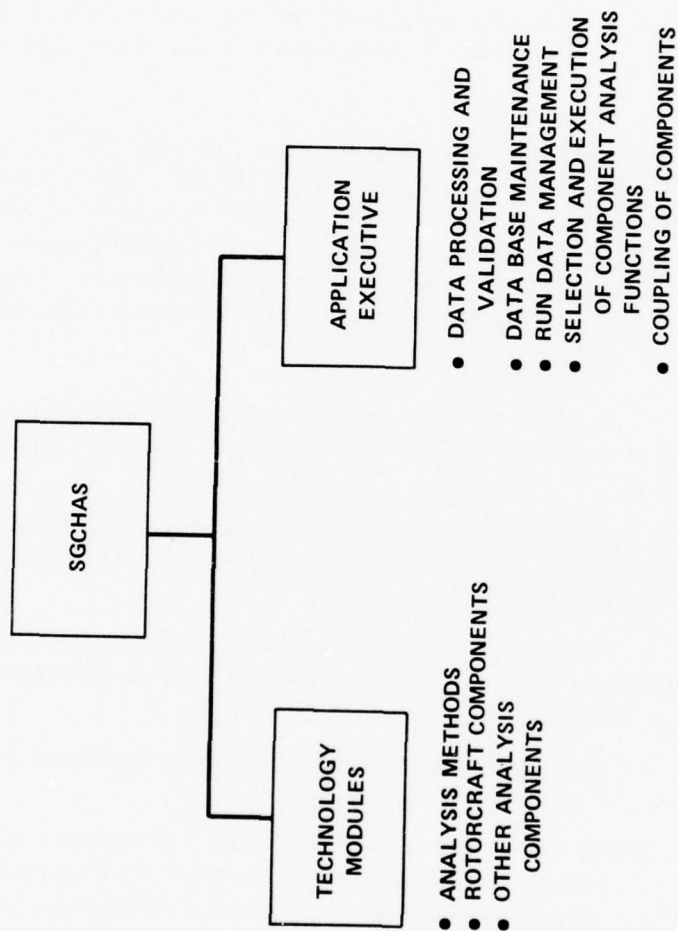 SGCHAS
TECHNOLOGY
MODULES
• ANALYSIS METHODS
• ROTORCRAFT COMPONENTS
• OTHER ANALYSIS
COMPONENTS
APPLICATION
EXECUTIVE
• DATA PROCESSING AND
VALIDATION
• DATA BASE MAINTENANCE
• RUN DATA MANAGEMENT
• SELECTION AND EXECUTION
OF COMPONENT ANALYSIS
FUNCTIONS
• COUPLING OF COMPONENTS